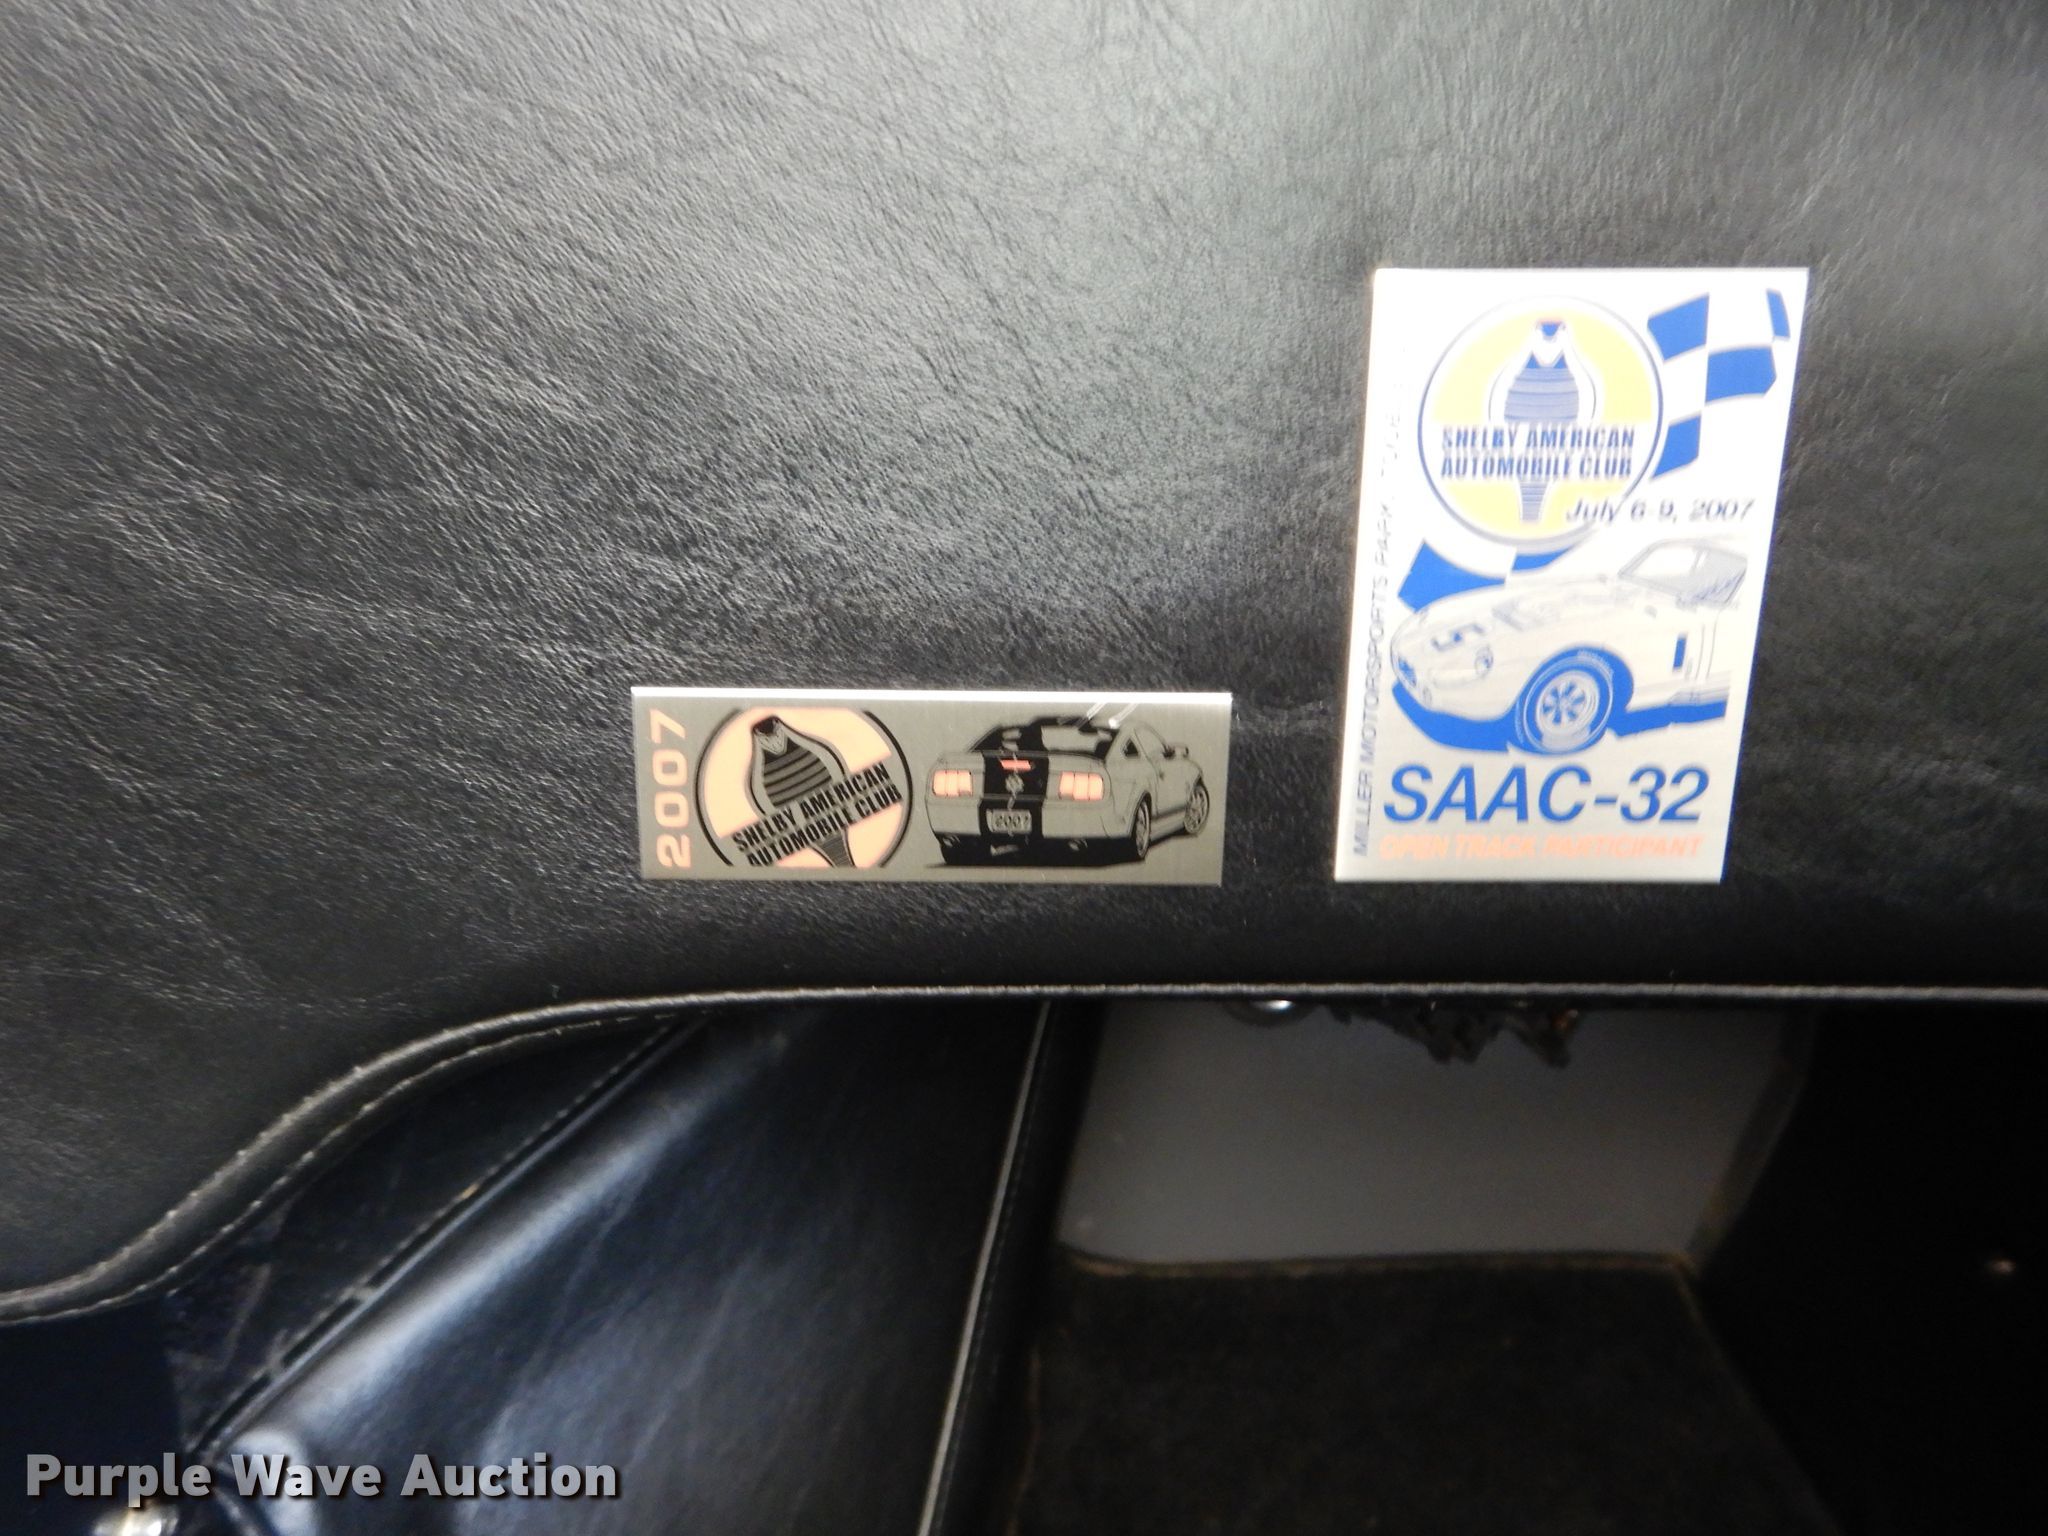 2007
SHELBY AMERICAN
AUTOMOBILE CLUB
2007
SHELBY AMERICAN
AUTOMOBILE CLUB
July 6-9, 2007
MILLER MOTORSPORTS PARK,
5
SAAC-32
OPEN TRACK PARTICIPANT
Purple Wave Auction